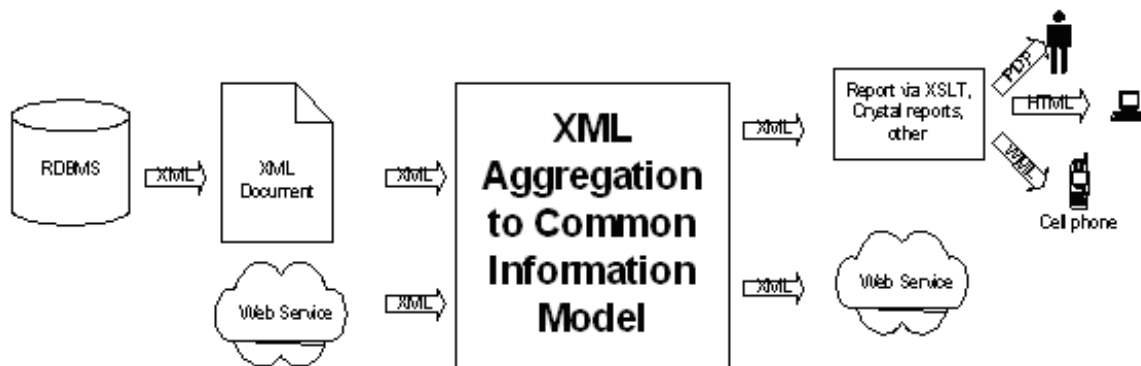 RDBMS
XML
XML
Document
Web Service
XML
XML
XML
Aggregation
to Common
Information
Model
XML
XML
Report via XSLT,
Crystal reports,
other
PDP
HTML
WML
Cell phone
Web Service